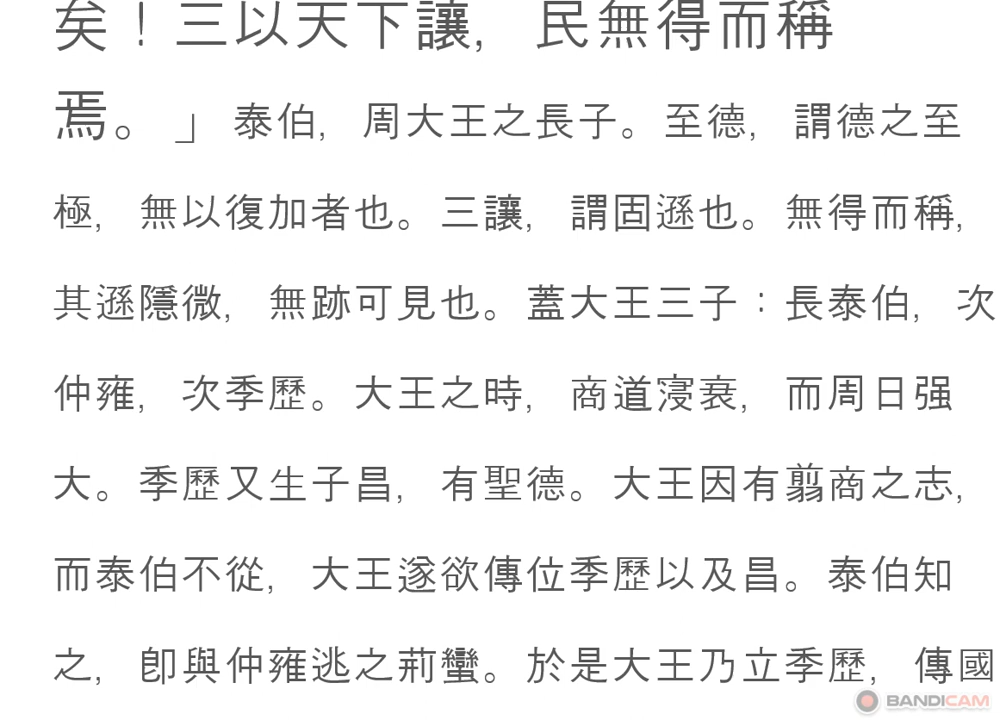 矣！三以天下讓，民無得而稱
焉。」泰伯，周大王之長子。至德，謂德之至
極，無以復加者也。三讓，謂固遜也。無得而稱，
其遜隱微，無跡可見也。蓋大王三子：長泰伯，次
仲雍，次季歷。大王之時，商道寖衰，而周日强
大。季歷又生子昌，有聖德。大王因有翦商之志，
而泰伯不從，大王遂欲傳位季歷以及昌。泰伯知
之，卽與仲雍逃之荊蠻。於是大王乃立季歷，傳國
BANDICAM